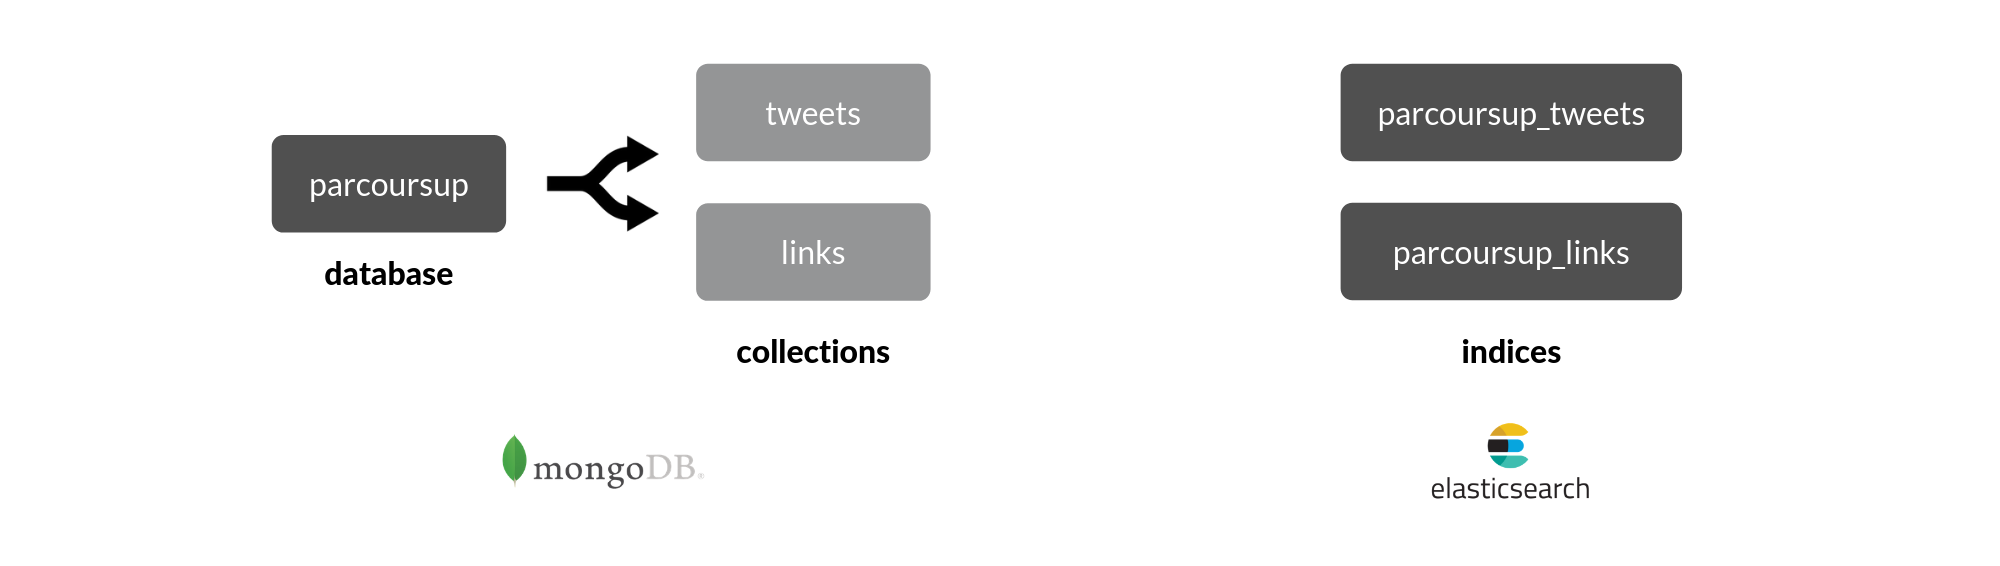 parcoursup
database
tweets
links
collections
mongoDB®
parcoursup_tweets
parcoursup_links
indices
elasticsearch